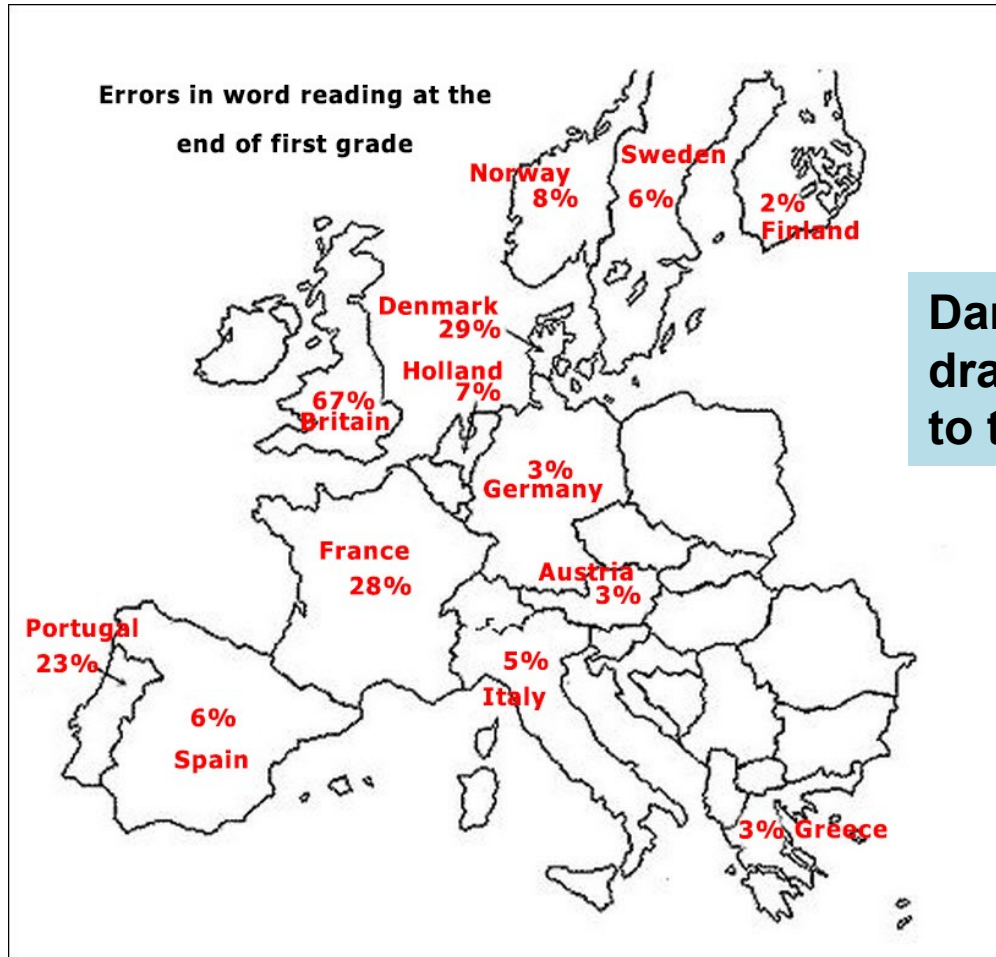 Errors in word reading at the
end of first grade
Norway
8%
Sweden
6%
2%
Finland
Denmark
29%
Holland
7%
67%
Britain
3%
Germany
France
28%
Austria
3%
Portugal
23%
5%
Italy
6%
Spain
3% Greece
to